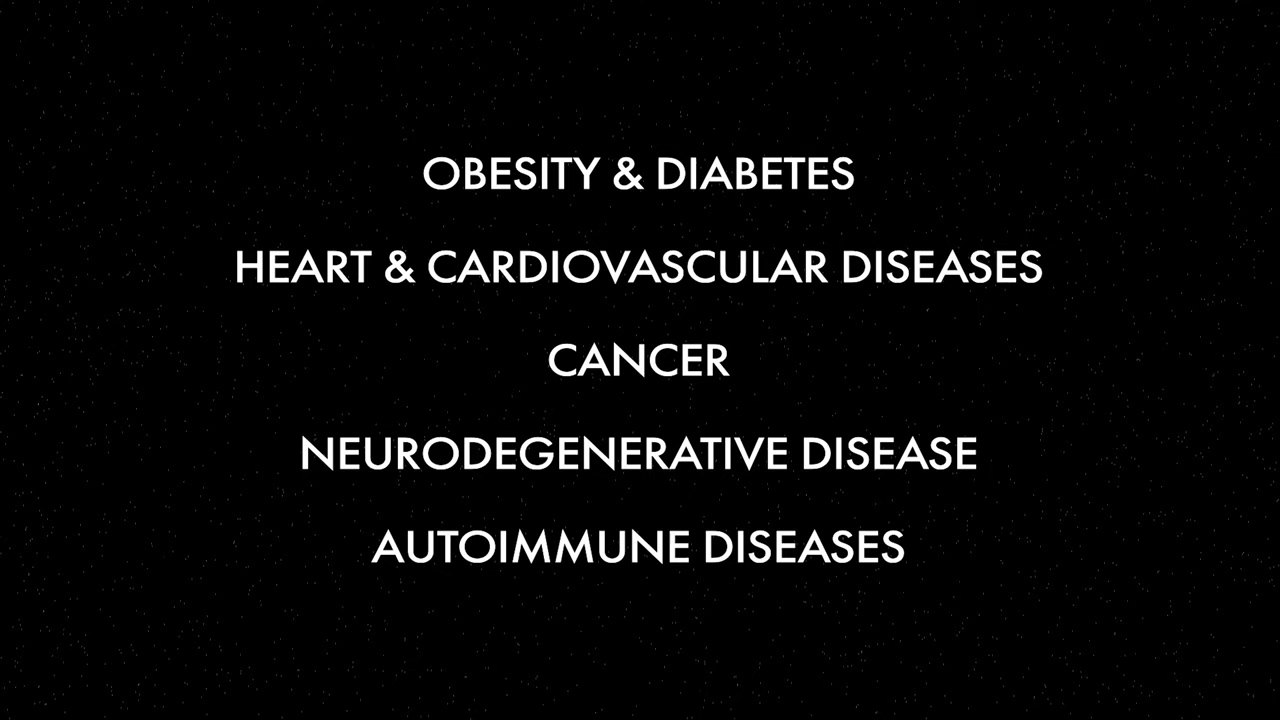 OBESITY & DIABETES
HEART & CARDIOVASCULAR DISEASES
CANCER
NEURODEGENERATIVE DISEASE
AUTOIMMUNE DISEASES